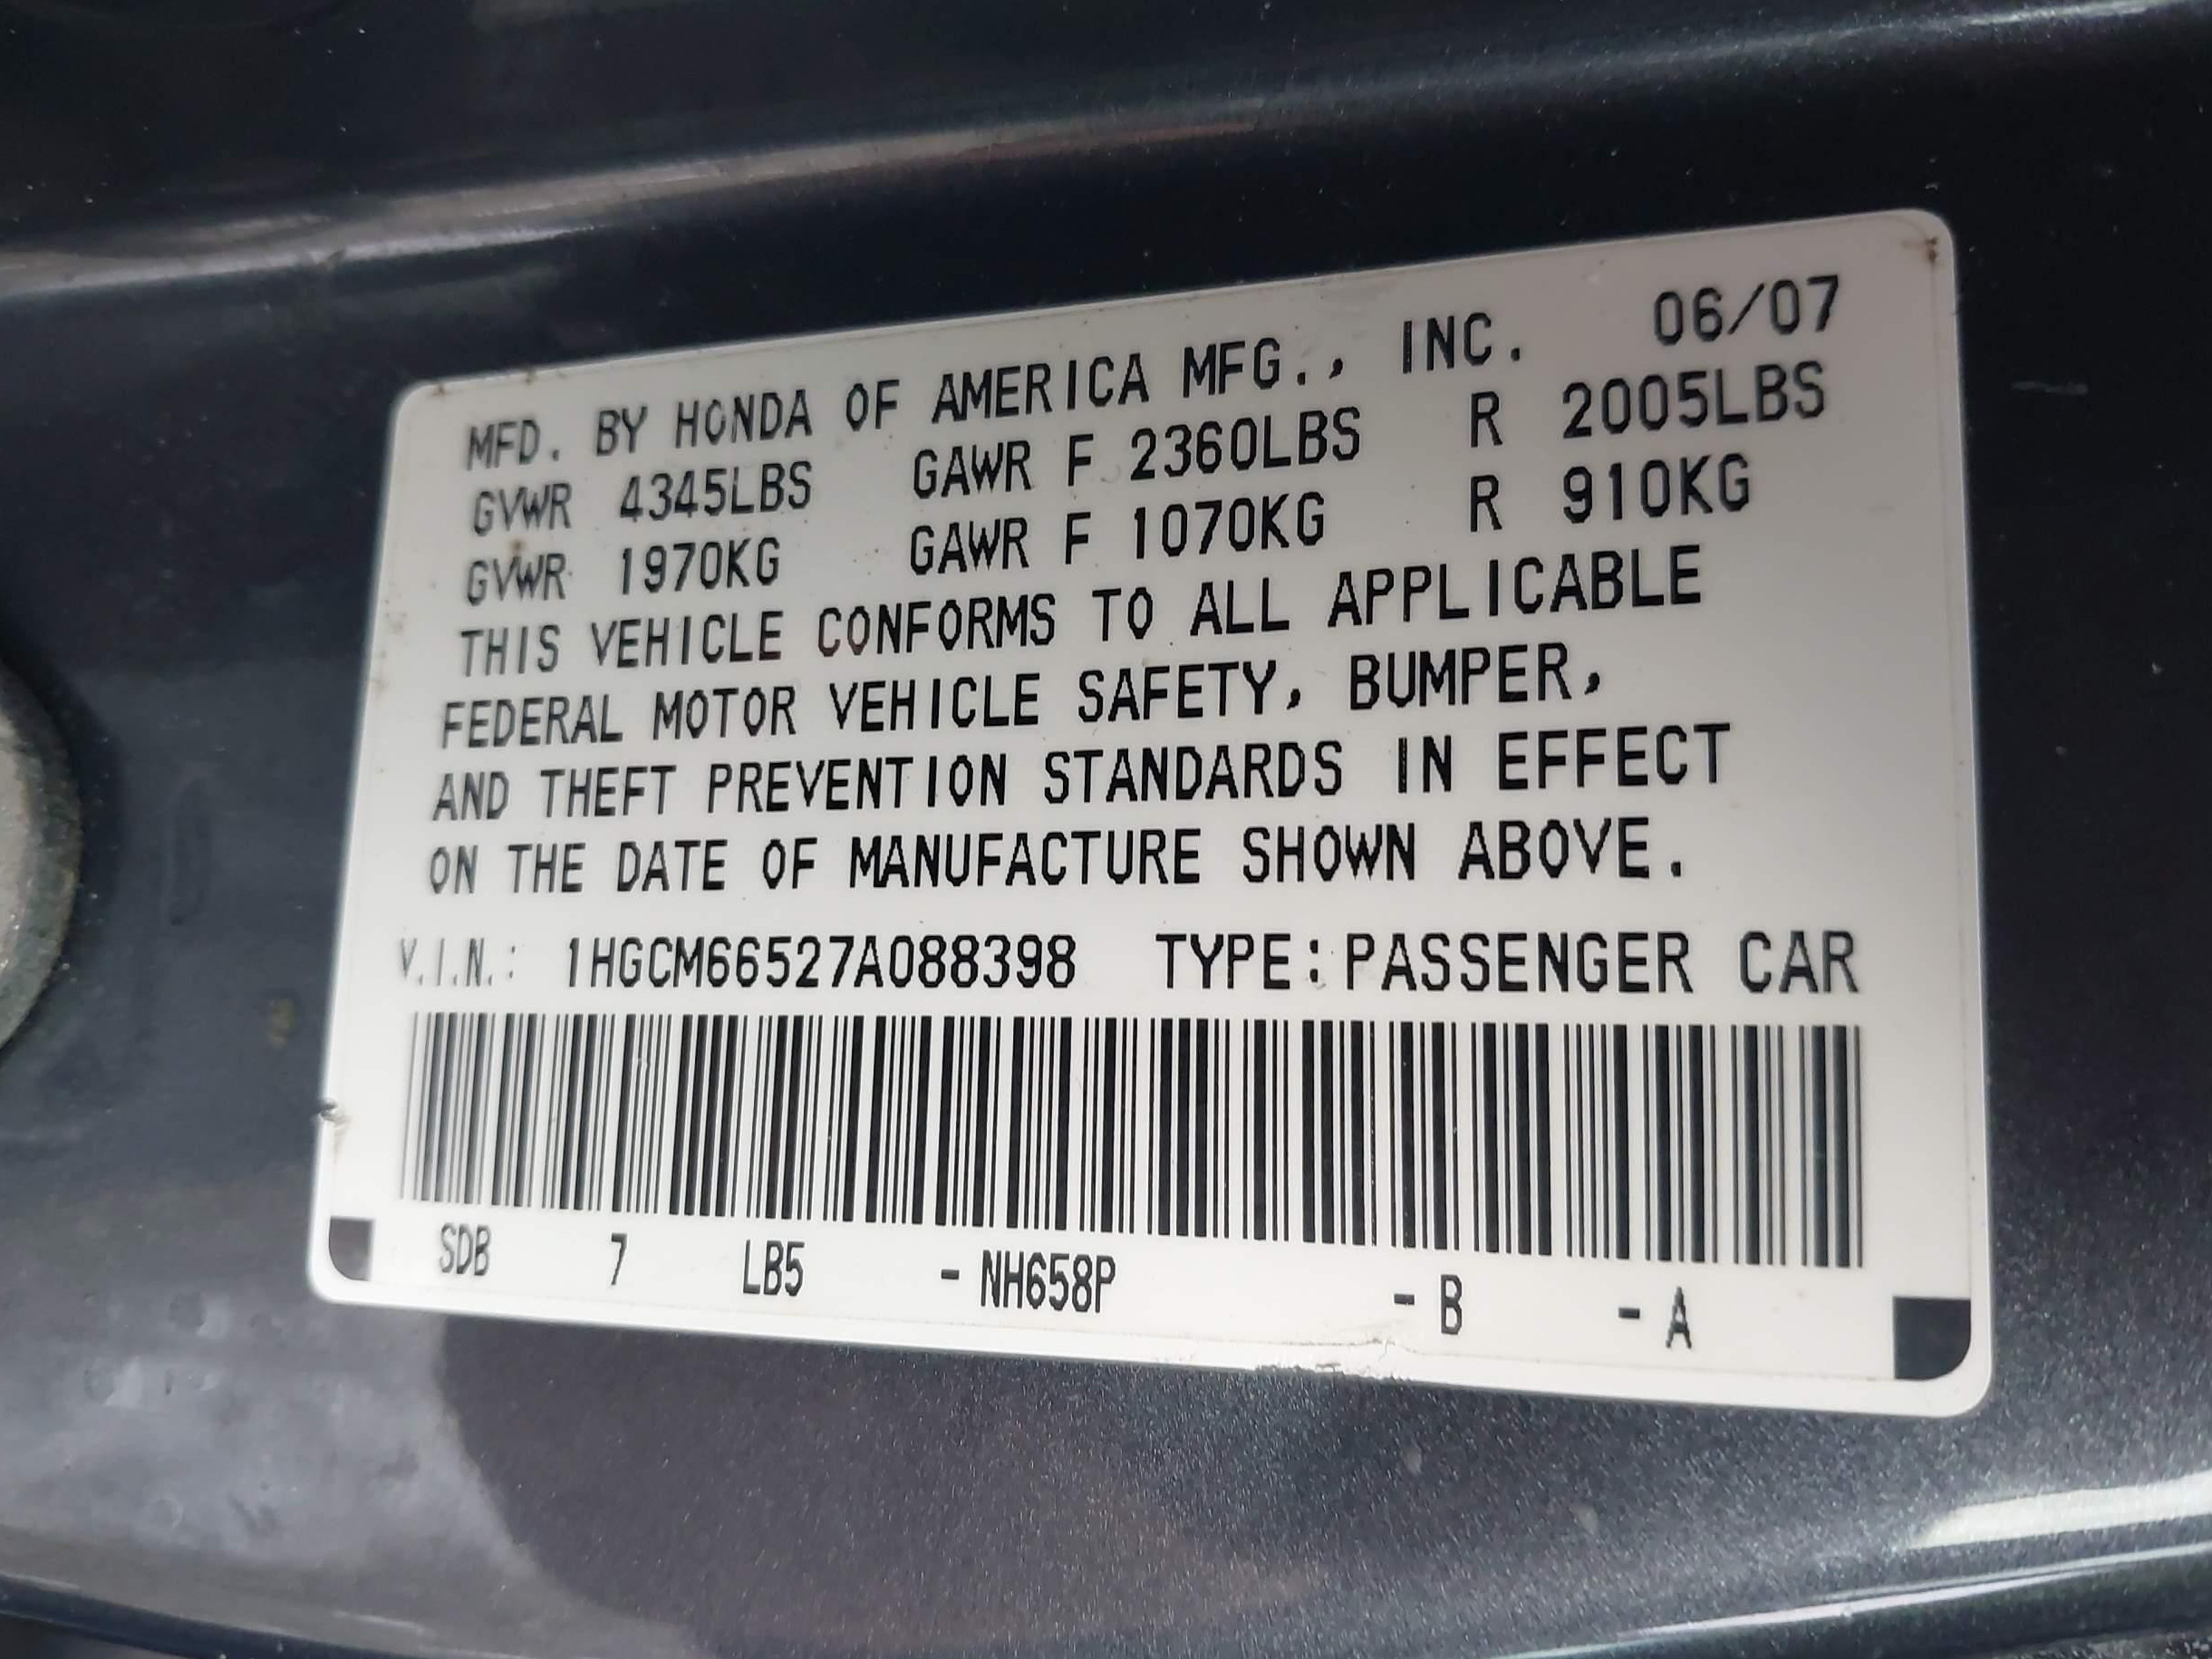 MFD. BY HONDA OF AMERICA MFG., INC. 06/07
GVWR 4345LBS GAWR F 2360LBS R 2005LBS
GVWR 1970KG GAWR F 1070KG R 910KG
THIS VEHICLE CONFORMS TO ALL APPLICABLE
FEDERAL MOTOR VEHICLE SAFETY, BUMPER,
AND THEFT PREVENTION STANDARDS IN EFFECT
ON THE DATE OF MANUFACTURE SHOWN ABOVE.
V.I.N.: 1HGCM66527A088398 TYPE:PASSENGER CAR
SDB 7 LB5 -NH658P -B -A